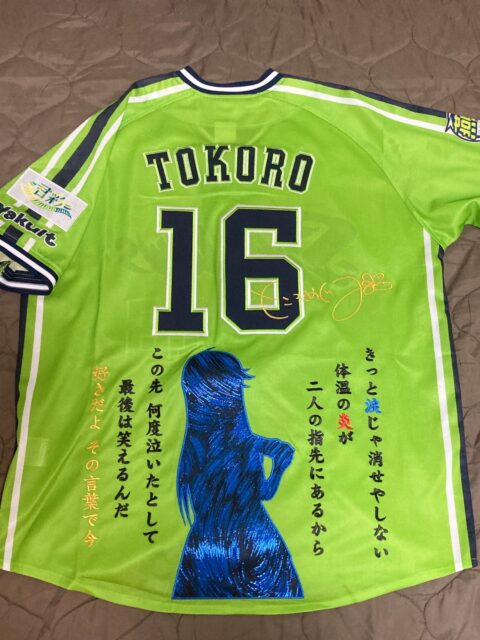 TOKORO
16
きっと涙じゃ消せやしない
体温の炎が
二人の指先にあるから
この先 何度泣いたとして
最後は笑えるんだ
好きだよ その言葉で今
Yakult